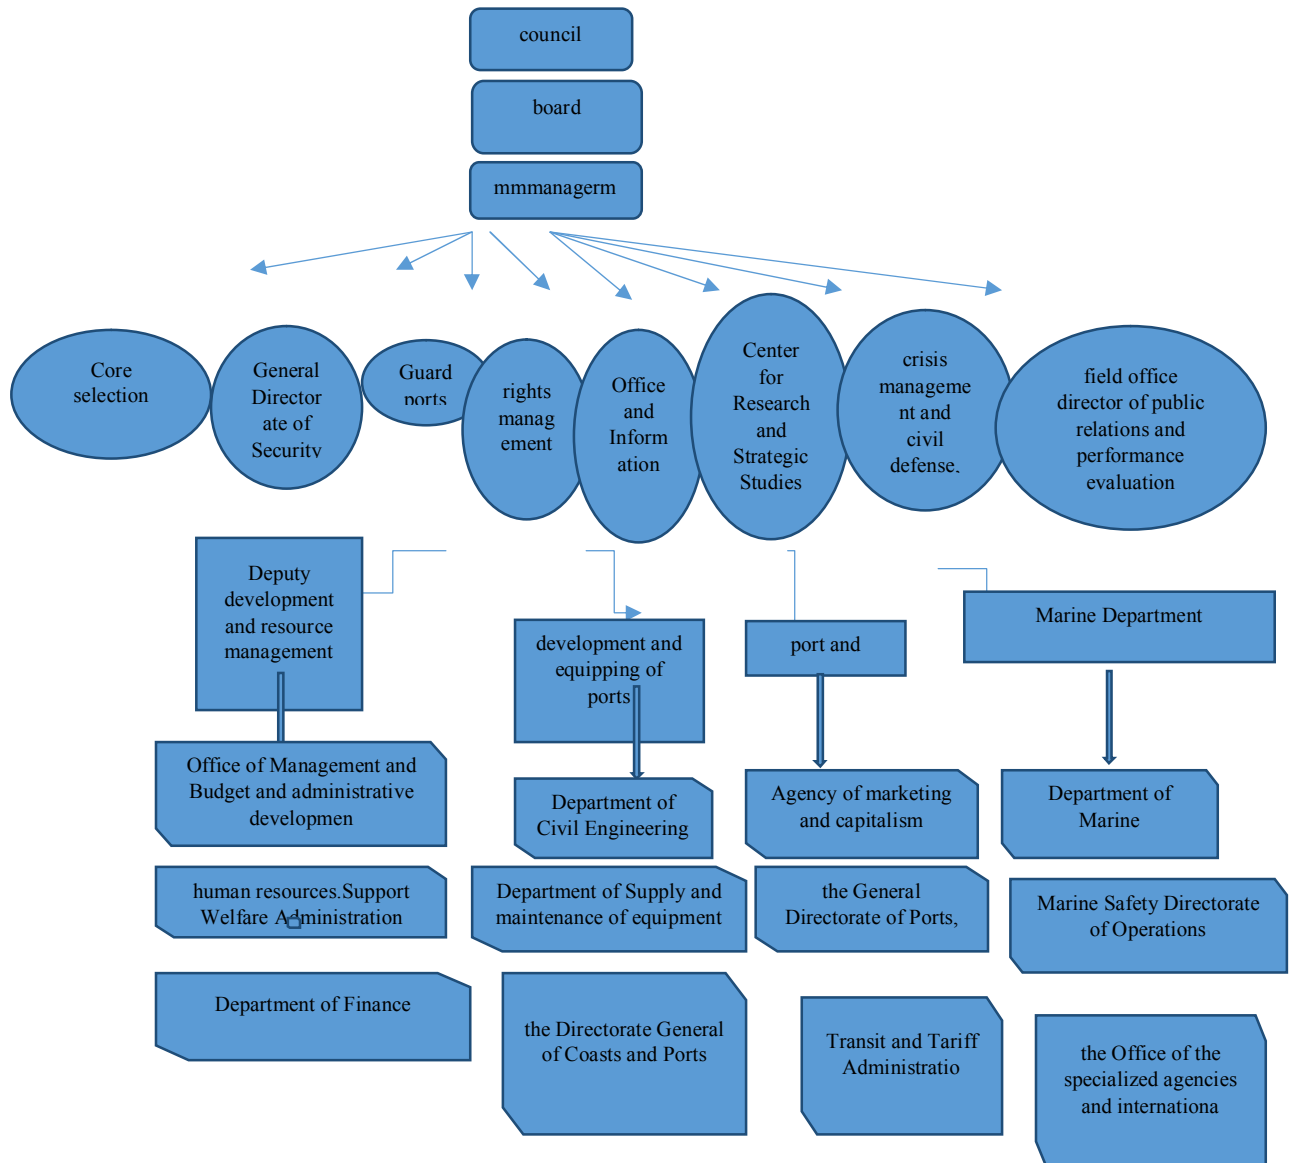 council
board
mmmanagerm
Core
selection
General
Director
ate of
Security
Guard
ports
rights
manag
ement
Office
and
Inform
ation
Center
for
Research
and
Strategic
Studies
crisis
manageme
nt and
civil
defense.
field office
director of public
relations and
performance
evaluation
Deputy
development
and resource
management
development and
equipping of
ports
port and
Marine Department
Office of Management and
Budget and administrative
developmen
Department of
Civil Engineering
Agency of marketing
and capitalism
Department of
Marine
human resources.Support
Welfare Administration
Department of Supply and
maintenance of equipment
the General
Directorate of Ports,
Marine Safety Directorate
of Operations
Department of Finance
the Directorate General
of Coasts and Ports
Transit and Tariff
Administratio
the Office of the
specialized agencies
and internationa